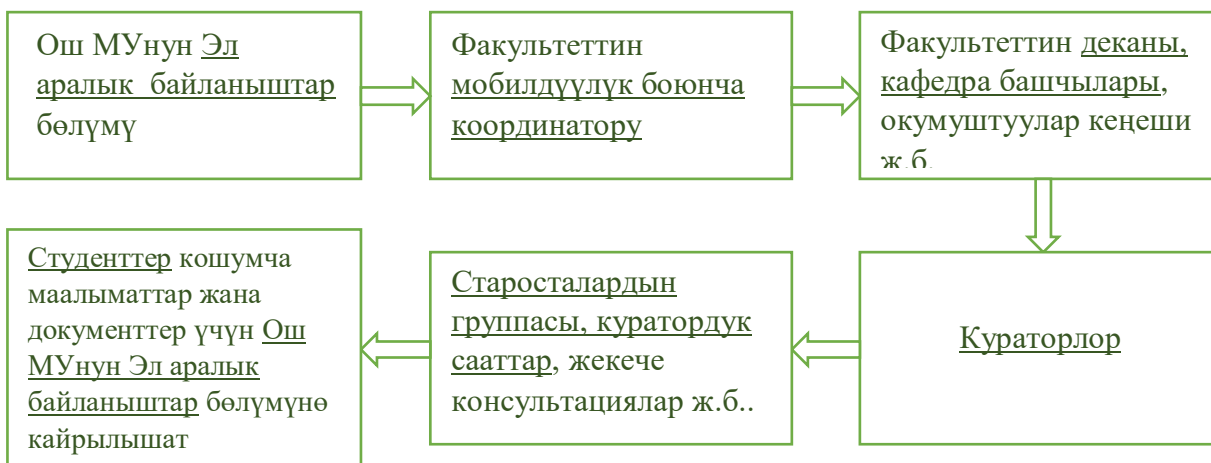 Ош МУнун Эл
аралык байланыштар
бөлүмү
Факультеттин
мобилдүүлүк боюнча
координатору
Факультеттин деканы,
кафедра башчылары,
окумуштуулар кеңеши
ж.б.
Кураторлор
Старосталардын
группасы, куратордук
сааттар, жекече
консультациялар ж.б..
Студенттер кошумча
маалыматтар жана
документтер үчүн Ош
МУнун Эл аралык
байланыштар бөлүмүнө
кайрылышат